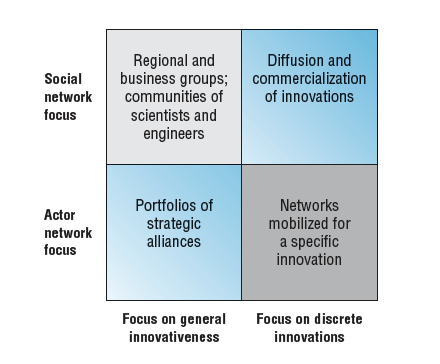 Social
network
focus
Regional and
business groups;
communities of
scientists and
engineers
Diffusion and
commercialization
of innovations
Actor
network
focus
Portfolios of
strategic
alliances
Networks
mobilized for
a specific
innovation
Focus on general
innovativeness
Focus on discrete
innovations